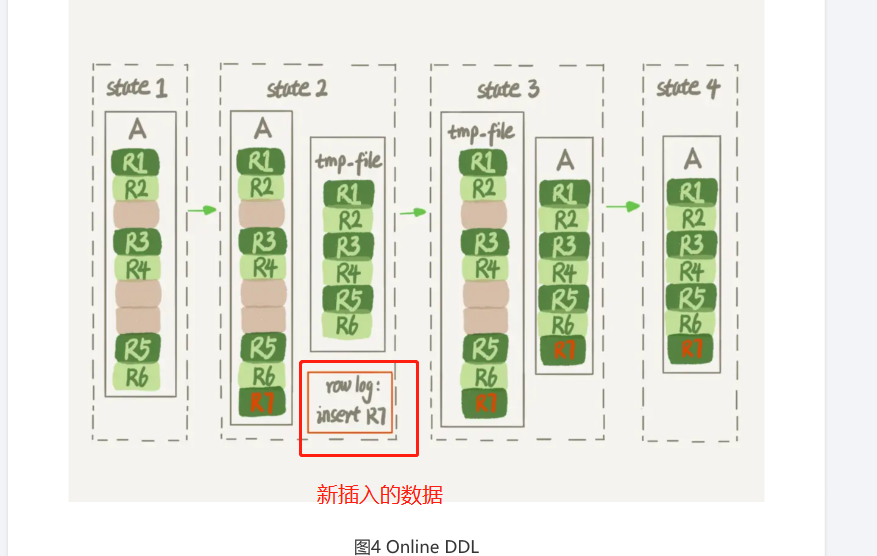 state 1
A
R1
R2
R3
R4
R5
R6
state 2
A
R1
R2
R3
R4
R5
R6
R7
tmp-file
R1
R2
R3
R4
R5
R6
row log:
insert R7
state 3
tmp-file
R1
R2
R3
R4
R5
R6
R7
A
R1
R2
R3
R4
R5
R6
R7
state 4
A
R1
R2
R3
R4
R5
R6
R7
新插入的数据
图4 Online DDL